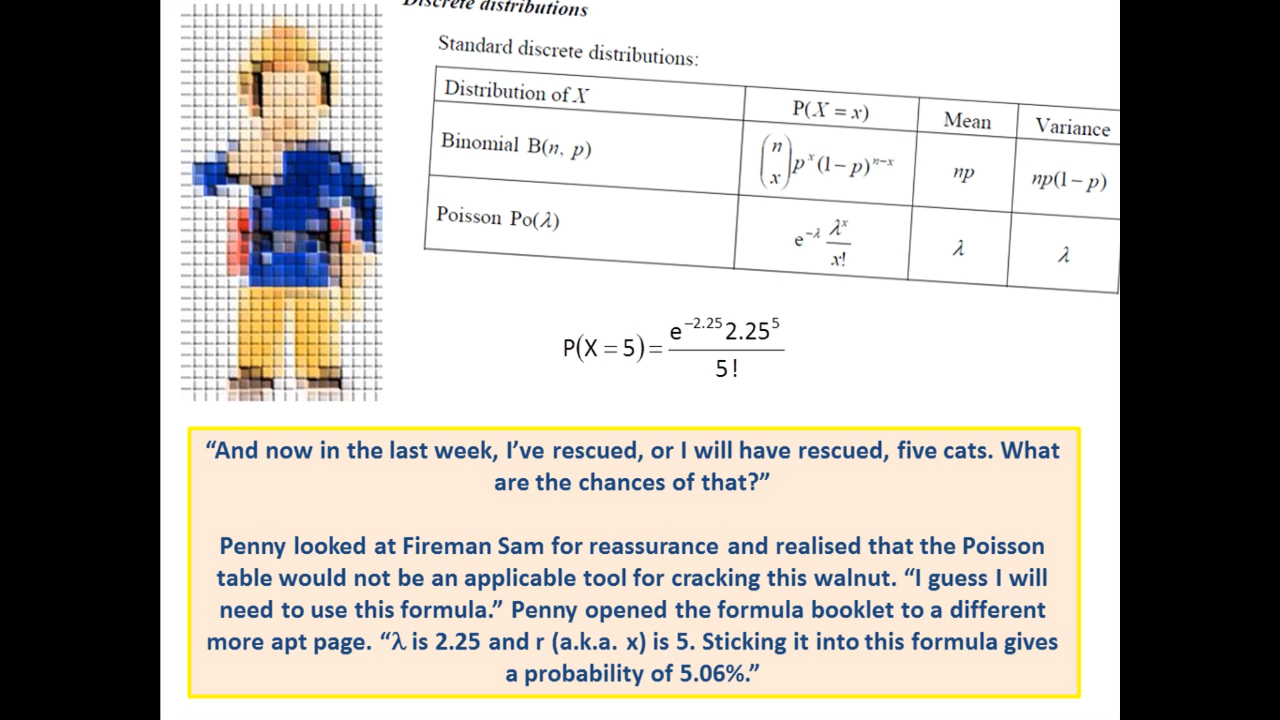 Discrete distributions
Standard discrete distributions:
Distribution of X P(X = x) Mean Variance
Binomial B(n, p) (n x) p^x (1 − p)^(n−x) np np(1 − p)
Poisson Po(λ) e^(−λ) λ^x / x! λ λ
P(X = 5) = e^(−2.25) 2.25^5 / 5!
“And now in the last week, I’ve rescued, or I will have rescued, five cats. What
are the chances of that?”
Penny looked at Fireman Sam for reassurance and realised that the Poisson
table would not be an applicable tool for cracking this walnut. “I guess I will
need to use this formula.” Penny opened the formula booklet to a different
more apt page. “λ is 2.25 and r (a.k.a. x) is 5. Sticking it into this formula gives
a probability of 5.06%.”